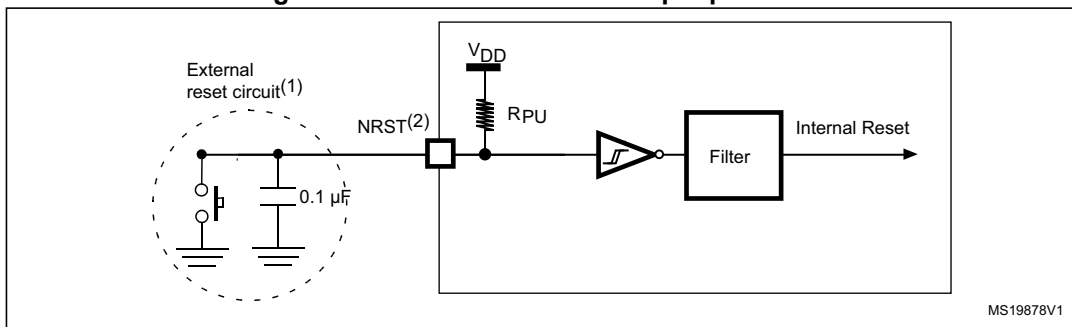 External
reset circuit(1)
VDD
RPU
NRST(2)
0.1 µF
Filter
Internal Reset
MS19878V1